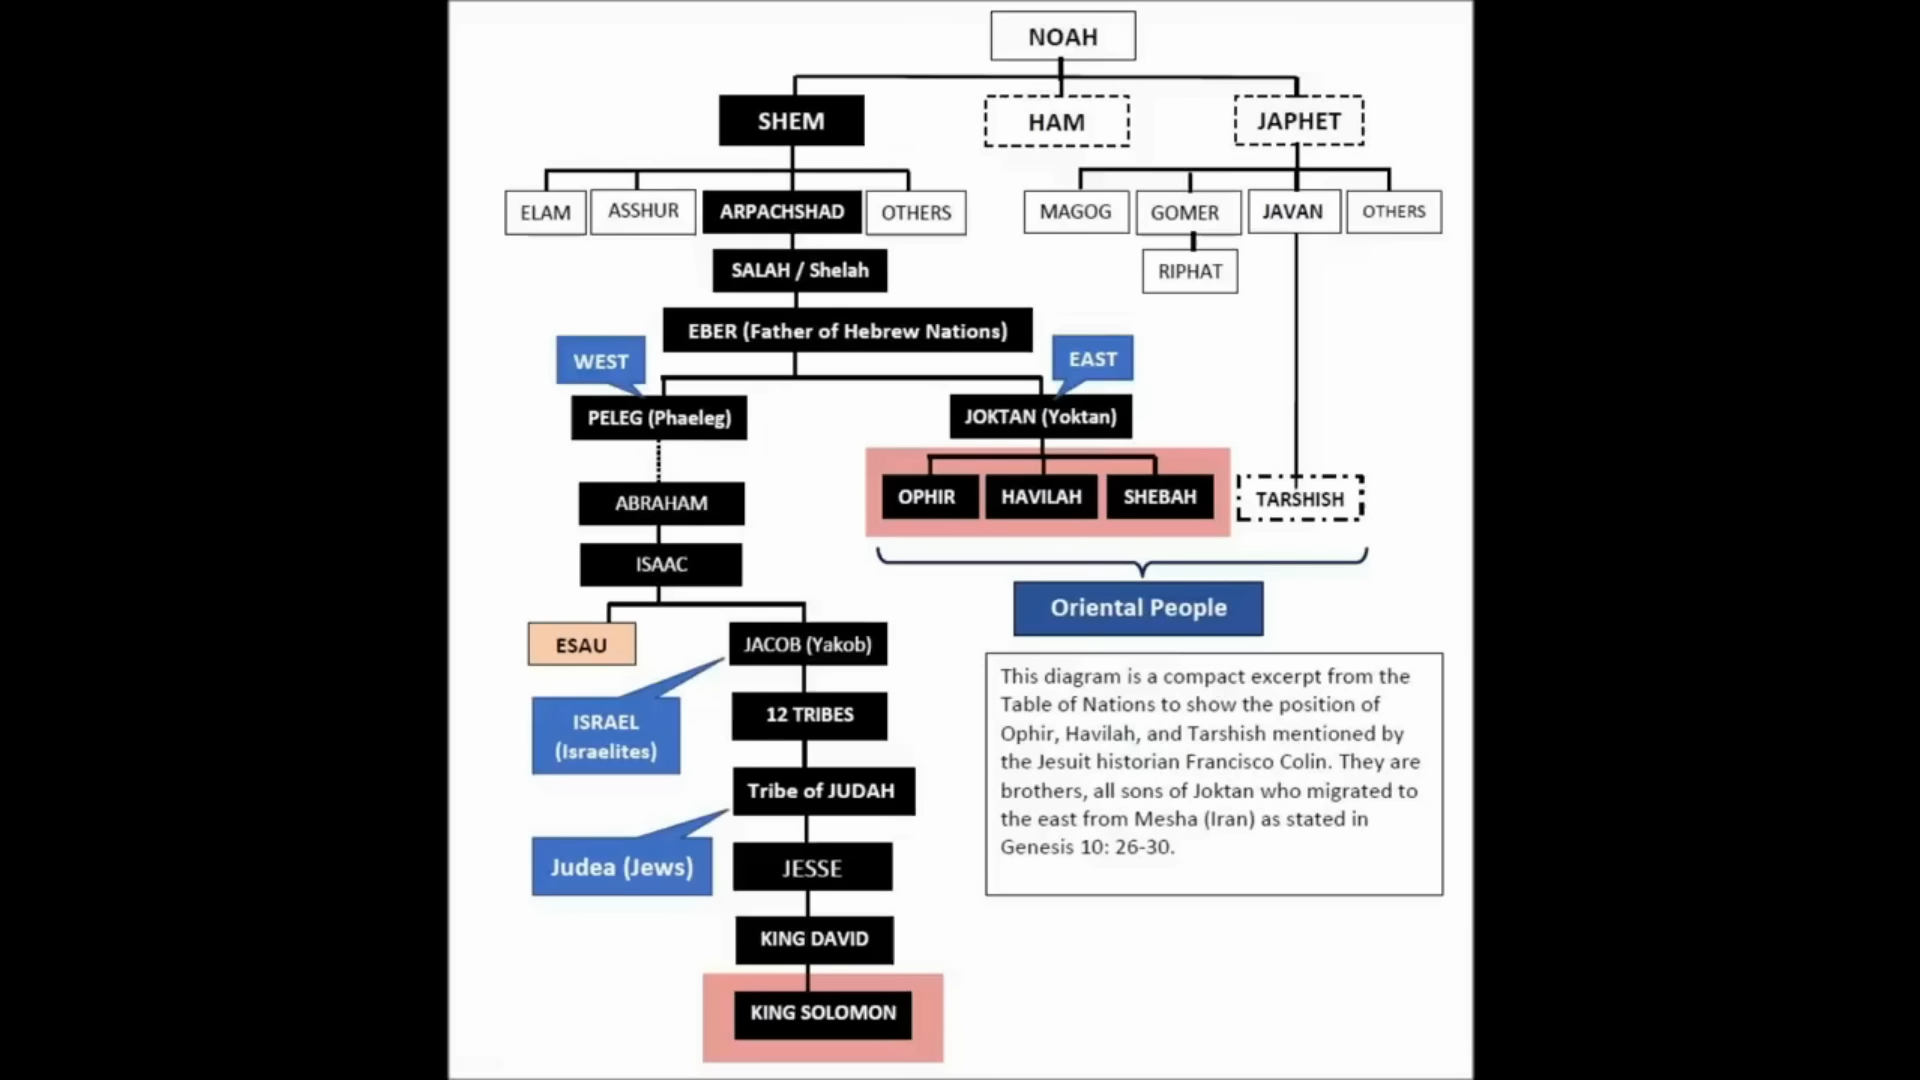 NOAH
SHEM
HAM
JAPHET
ELAM
ASSHUR
ARPACHSHAD
OTHERS
MAGOG
GOMER
JAVAN
OTHERS
SALAH / Shelah
RIPHAT
EBER (Father of Hebrew Nations)
WEST
EAST
PELEG (Phaeleg)
JOKTAN (Yoktan)
ABRAHAM
OPHIR
HAVILAH
SHEBAH
TARSHISH
ISAAC
Oriental People
ESAU
JACOB (Yakob)
ISRAEL
(Israelites)
12 TRIBES
Tribe of JUDAH
Judea (Jews)
JESSE
KING DAVID
KING SOLOMON
This diagram is a compact excerpt from the
Table of Nations to show the position of
Ophir, Havilah, and Tarshish mentioned by
the Jesuit historian Francisco Colin. They are
brothers, all sons of Joktan who migrated to
the east from Mesha (Iran) as stated in
Genesis 10: 26-30.